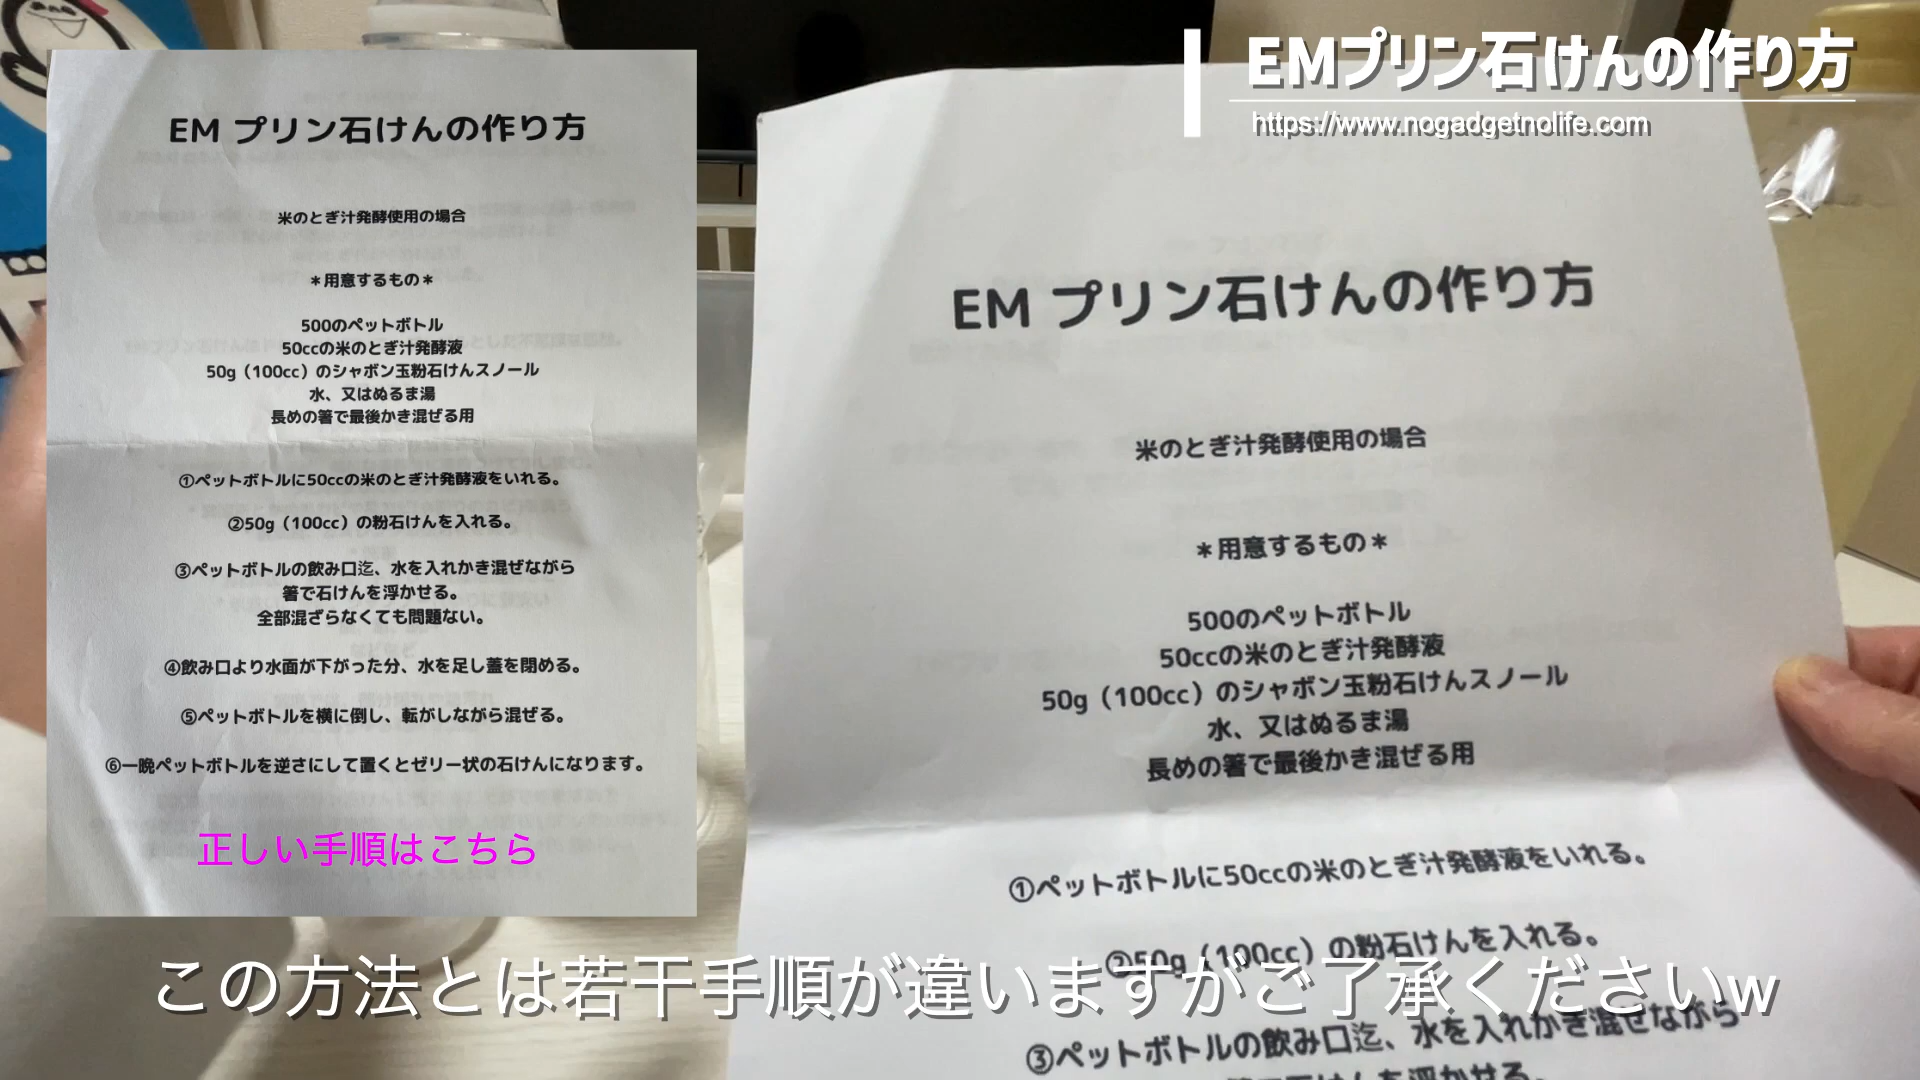 EMプリン石けんの作り方
https://www.nogadgetnolife.com
EM プリン石けんの作り方
米のとぎ汁発酵使用の場合
＊用意するもの＊
500のペットボトル
50ccの米のとぎ汁発酵液
50g（100cc）のシャボン玉粉石けんスノール
水、又はぬるま湯
長めの箸で最後かき混ぜる用
①ペットボトルに50ccの米のとぎ汁発酵液をいれる。
②50g（100cc）の粉石けんを入れる。
③ペットボトルの飲み口迄、水を入れかき混ぜながら
箸で石けんを浮かせる。
全部混ざらなくても問題ない。
④飲み口より水面が下がった分、水を足し蓋を閉める。
⑤ペットボトルを横に倒し、転がしながら混ぜる。
⑥一晩ペットボトルを逆さにして置くとゼリー状の石けんになります。
正しい手順はこちら
EM プリン石けんの作り方
米のとぎ汁発酵使用の場合
＊用意するもの＊
500のペットボトル
50ccの米のとぎ汁発酵液
50g（100cc）のシャボン玉粉石けんスノール
水、又はぬるま湯
長めの箸で最後かき混ぜる用
①ペットボトルに50ccの米のとぎ汁発酵液をいれる。
②50g（100cc）の粉石けんを入れる。
③ペットボトルの飲み口迄、水を入れかき混ぜながら
この方法とは若干手順が違いますがご了承くださいw